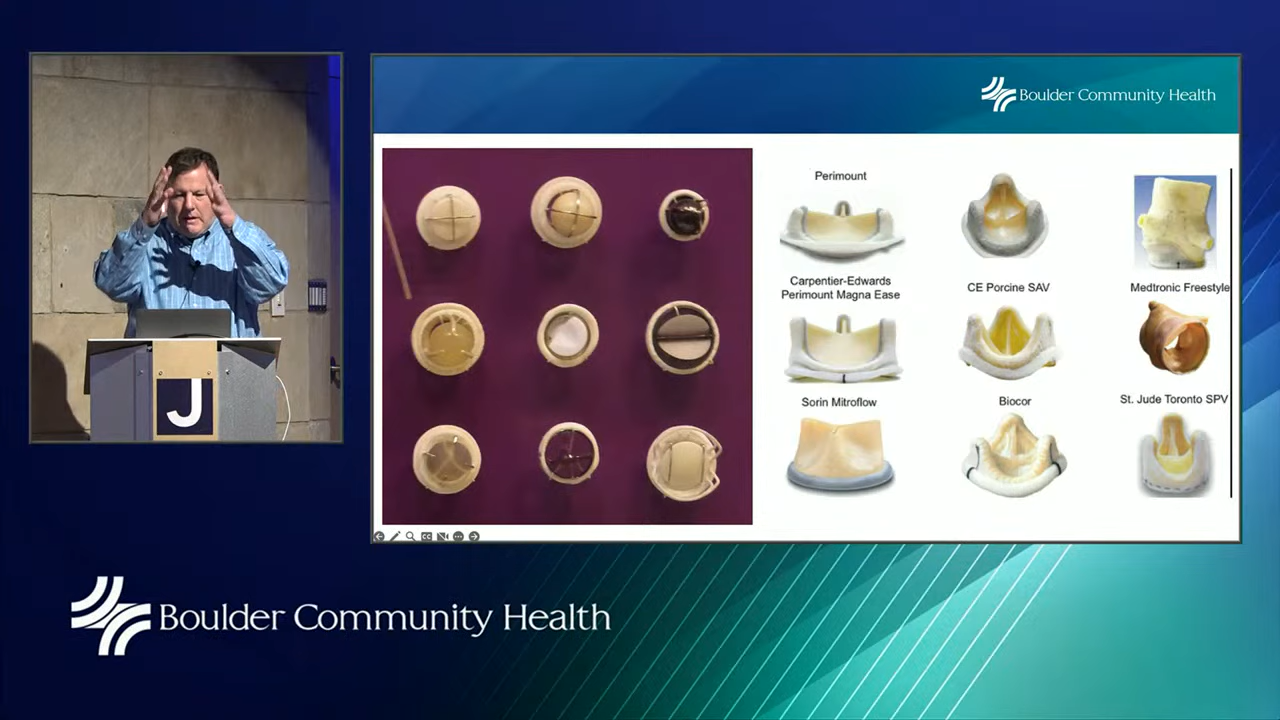 Boulder Community Health
Perimount
Carpentier-Edwards
Perimount Magna Ease
CE Porcine SAV
Medtronic Freestyle
Sorin Mitroflow
Biocor
St. Jude Toronto SPV
J
Boulder Community Health